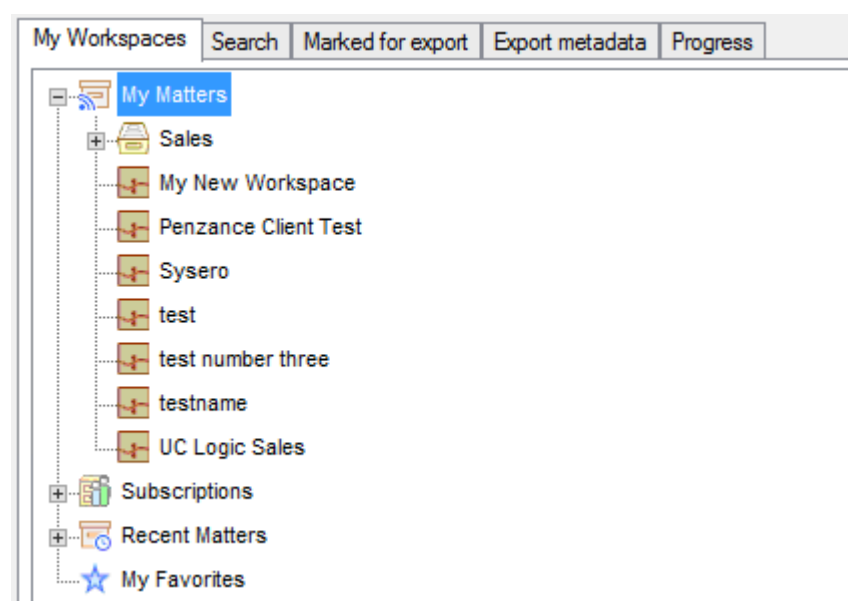 My Workspaces Search Marked for export Export metadata Progress
My Matters
Sales
My New Workspace
Penzance Client Test
Sysero
test
test number three
testname
UC Logic Sales
Subscriptions
Recent Matters
My Favorites